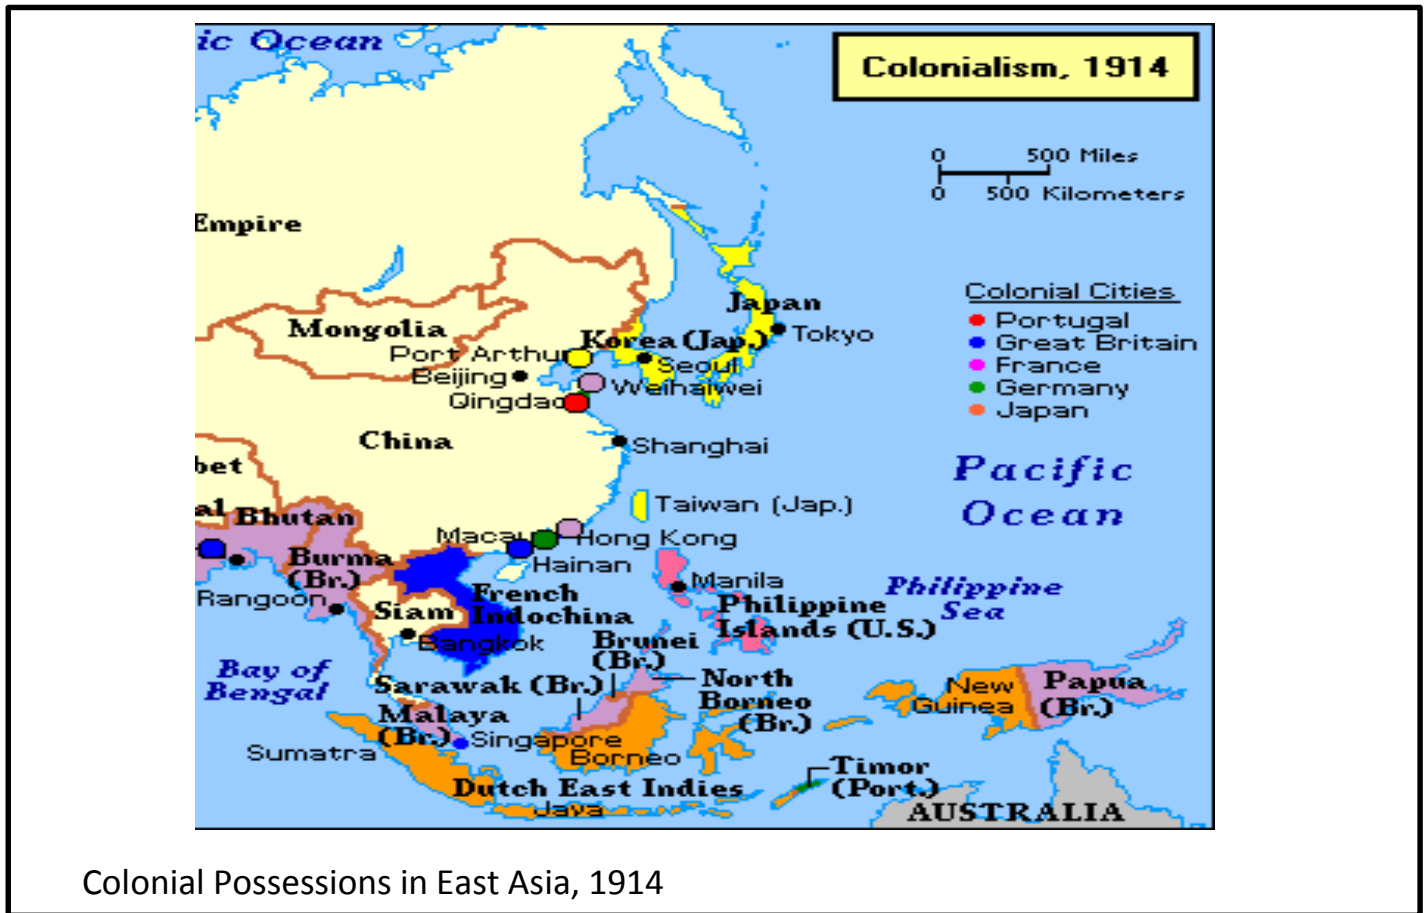 ic Ocean
Colonialism, 1914
0 500 Miles
0 500 Kilometers
Empire
Colonial Cities
Portugal
Great Britain
France
Germany
Japan
Mongolia
Japan
Tokyo
Korea (Jap.)
Port Arthur
Seoul
Beijing
Weihaiwei
Qingdao
China
Shanghai
bet
Pacific
Ocean
al
Bhutan
Taiwan (Jap.)
Macau
Hong Kong
Burma
(Br.)
Hainan
Manila
Rangoon
Siam
French
Indochina
Philippine
Sea
Philippine
Islands (U.S.)
Bangkok
Brunei
(Br.)
Bay of
Bengal
Sarawak (Br.)
North
Borneo
(Br.)
New
Guinea
Papua
(Br.)
Malaya
(Br.)
Singapore
Sumatra
Borneo
Timor
(Port.)
Dutch East Indies
Java
AUSTRALIA
Colonial Possessions in East Asia, 1914